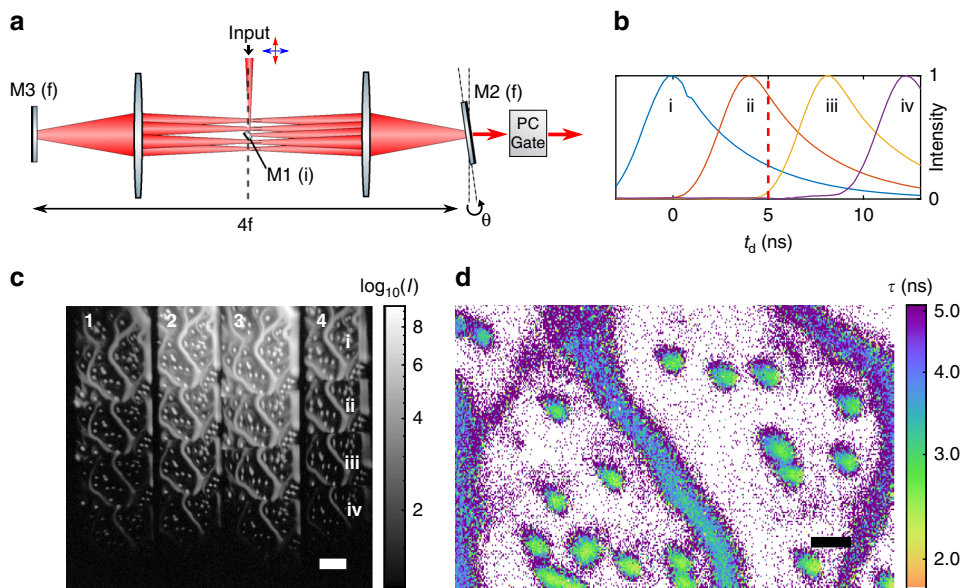 a
Input
M3 (f)
M2 (f)
PC
Gate
M1 (i)
4f
θ
b
i
ii
iii
iv
1
0
Intensity
0
5
10
t_d (ns)
c
log₁₀(I)
1
2
3
4
i
ii
iii
iv
8
6
4
2
d
τ (ns)
5.0
4.0
3.0
2.0